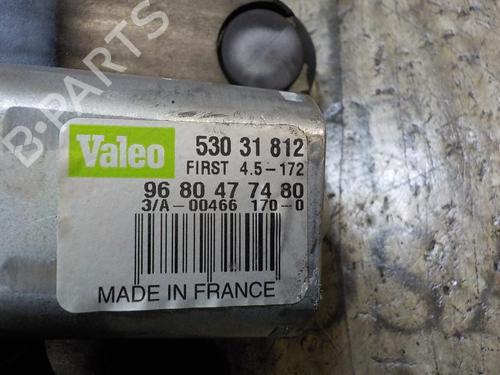 B-PARTS
Valeo
530 31 812
FIRST 4.5-172
96 80 47 74 80
3/A-00466 170-0
MADE IN FRANCE